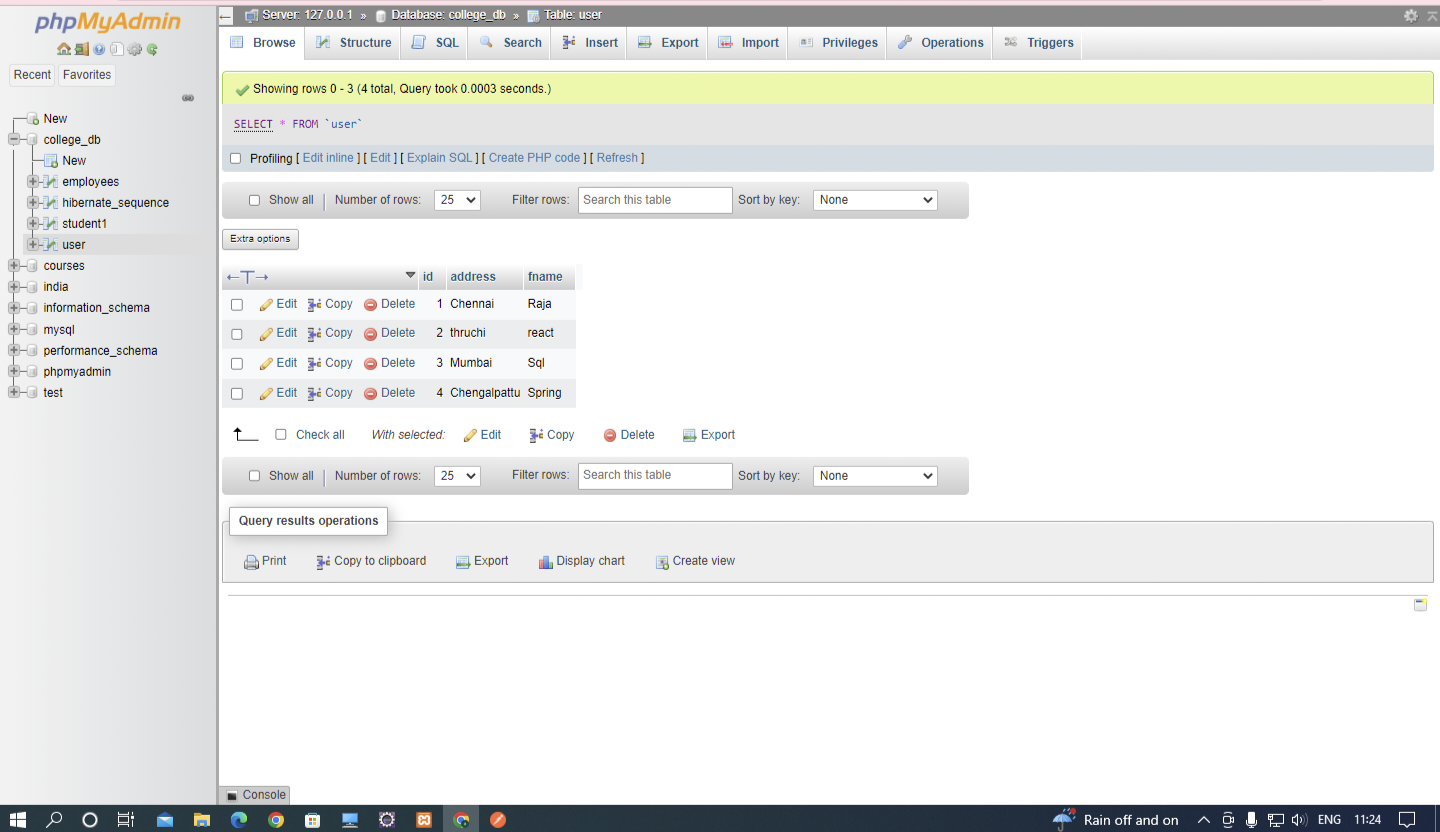 phpMyAdmin
Recent Favorites
New
college_db
New
employees
hibernate_sequence
student1
user
courses
india
information_schema
mysql
performance_schema
phpmyadmin
test
Server: 127.0.0.1 » Database: college_db » Table: user
Browse Structure SQL Search Insert Export Import Privileges Operations Triggers
Showing rows 0 - 3 (4 total, Query took 0.0003 seconds.)
SELECT * FROM `user`
Profiling [ Edit inline ] [ Edit ] [ Explain SQL ] [ Create PHP code ] [ Refresh ]
Show all Number of rows: 25 Filter rows: Search this table Sort by key: None
Extra options
←T→ id address fname
Edit Copy Delete 1 Chennai Raja
Edit Copy Delete 2 thruchi react
Edit Copy Delete 3 Mumbai Sql
Edit Copy Delete 4 Chengalpattu Spring
Check all With selected: Edit Copy Delete Export
Show all Number of rows: 25 Filter rows: Search this table Sort by key: None
Query results operations
Print Copy to clipboard Export Display chart Create view
Console
Rain off and on ENG 11:24